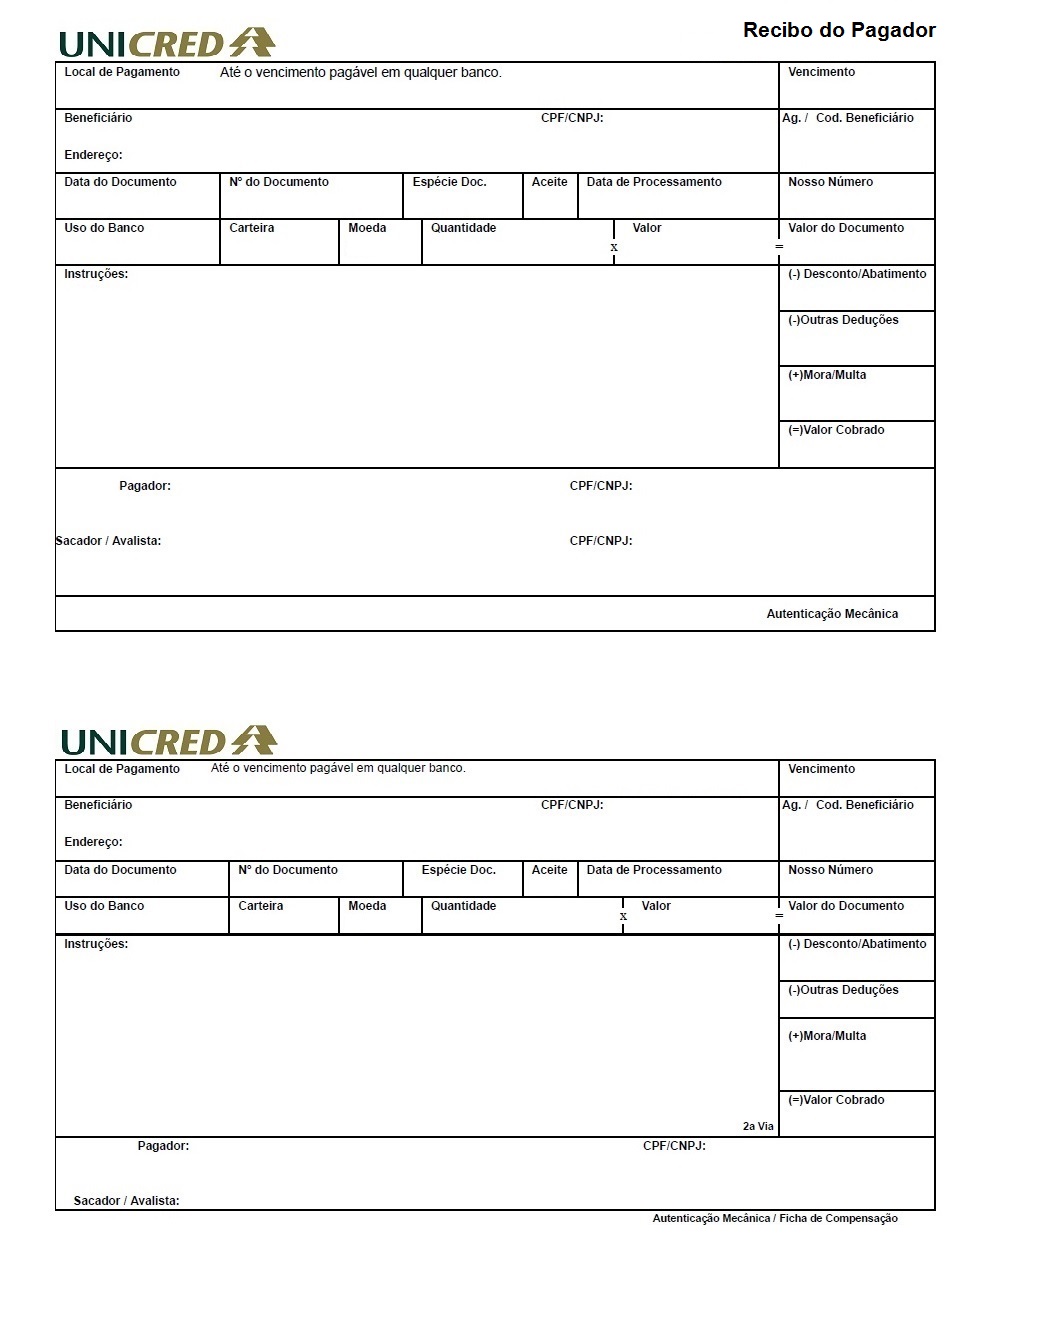 UNICRED
Recibo do Pagador
Local de Pagamento Até o vencimento pagável em qualquer banco. Vencimento
Beneficiário CPF/CNPJ: Ag. / Cod. Beneficiário
Endereço:
Data do Documento Nº do Documento Espécie Doc. Aceite Data de Processamento Nosso Número
Uso do Banco Carteira Moeda Quantidade Valor Valor do Documento
x =
Instruções: (-) Desconto/Abatimento
(-)Outras Deduções
(+)Mora/Multa
(=)Valor Cobrado
Pagador: CPF/CNPJ:
Sacador / Avalista: CPF/CNPJ:
Autenticação Mecânica
UNICRED
Local de Pagamento Até o vencimento pagável em qualquer banco. Vencimento
Beneficiário CPF/CNPJ: Ag. / Cod. Beneficiário
Endereço:
Data do Documento Nº do Documento Espécie Doc. Aceite Data de Processamento Nosso Número
Uso do Banco Carteira Moeda Quantidade Valor Valor do Documento
x =
Instruções: (-) Desconto/Abatimento
(-)Outras Deduções
(+)Mora/Multa
(=)Valor Cobrado
2a Via
Pagador: CPF/CNPJ:
Sacador / Avalista:
Autenticação Mecânica / Ficha de Compensação